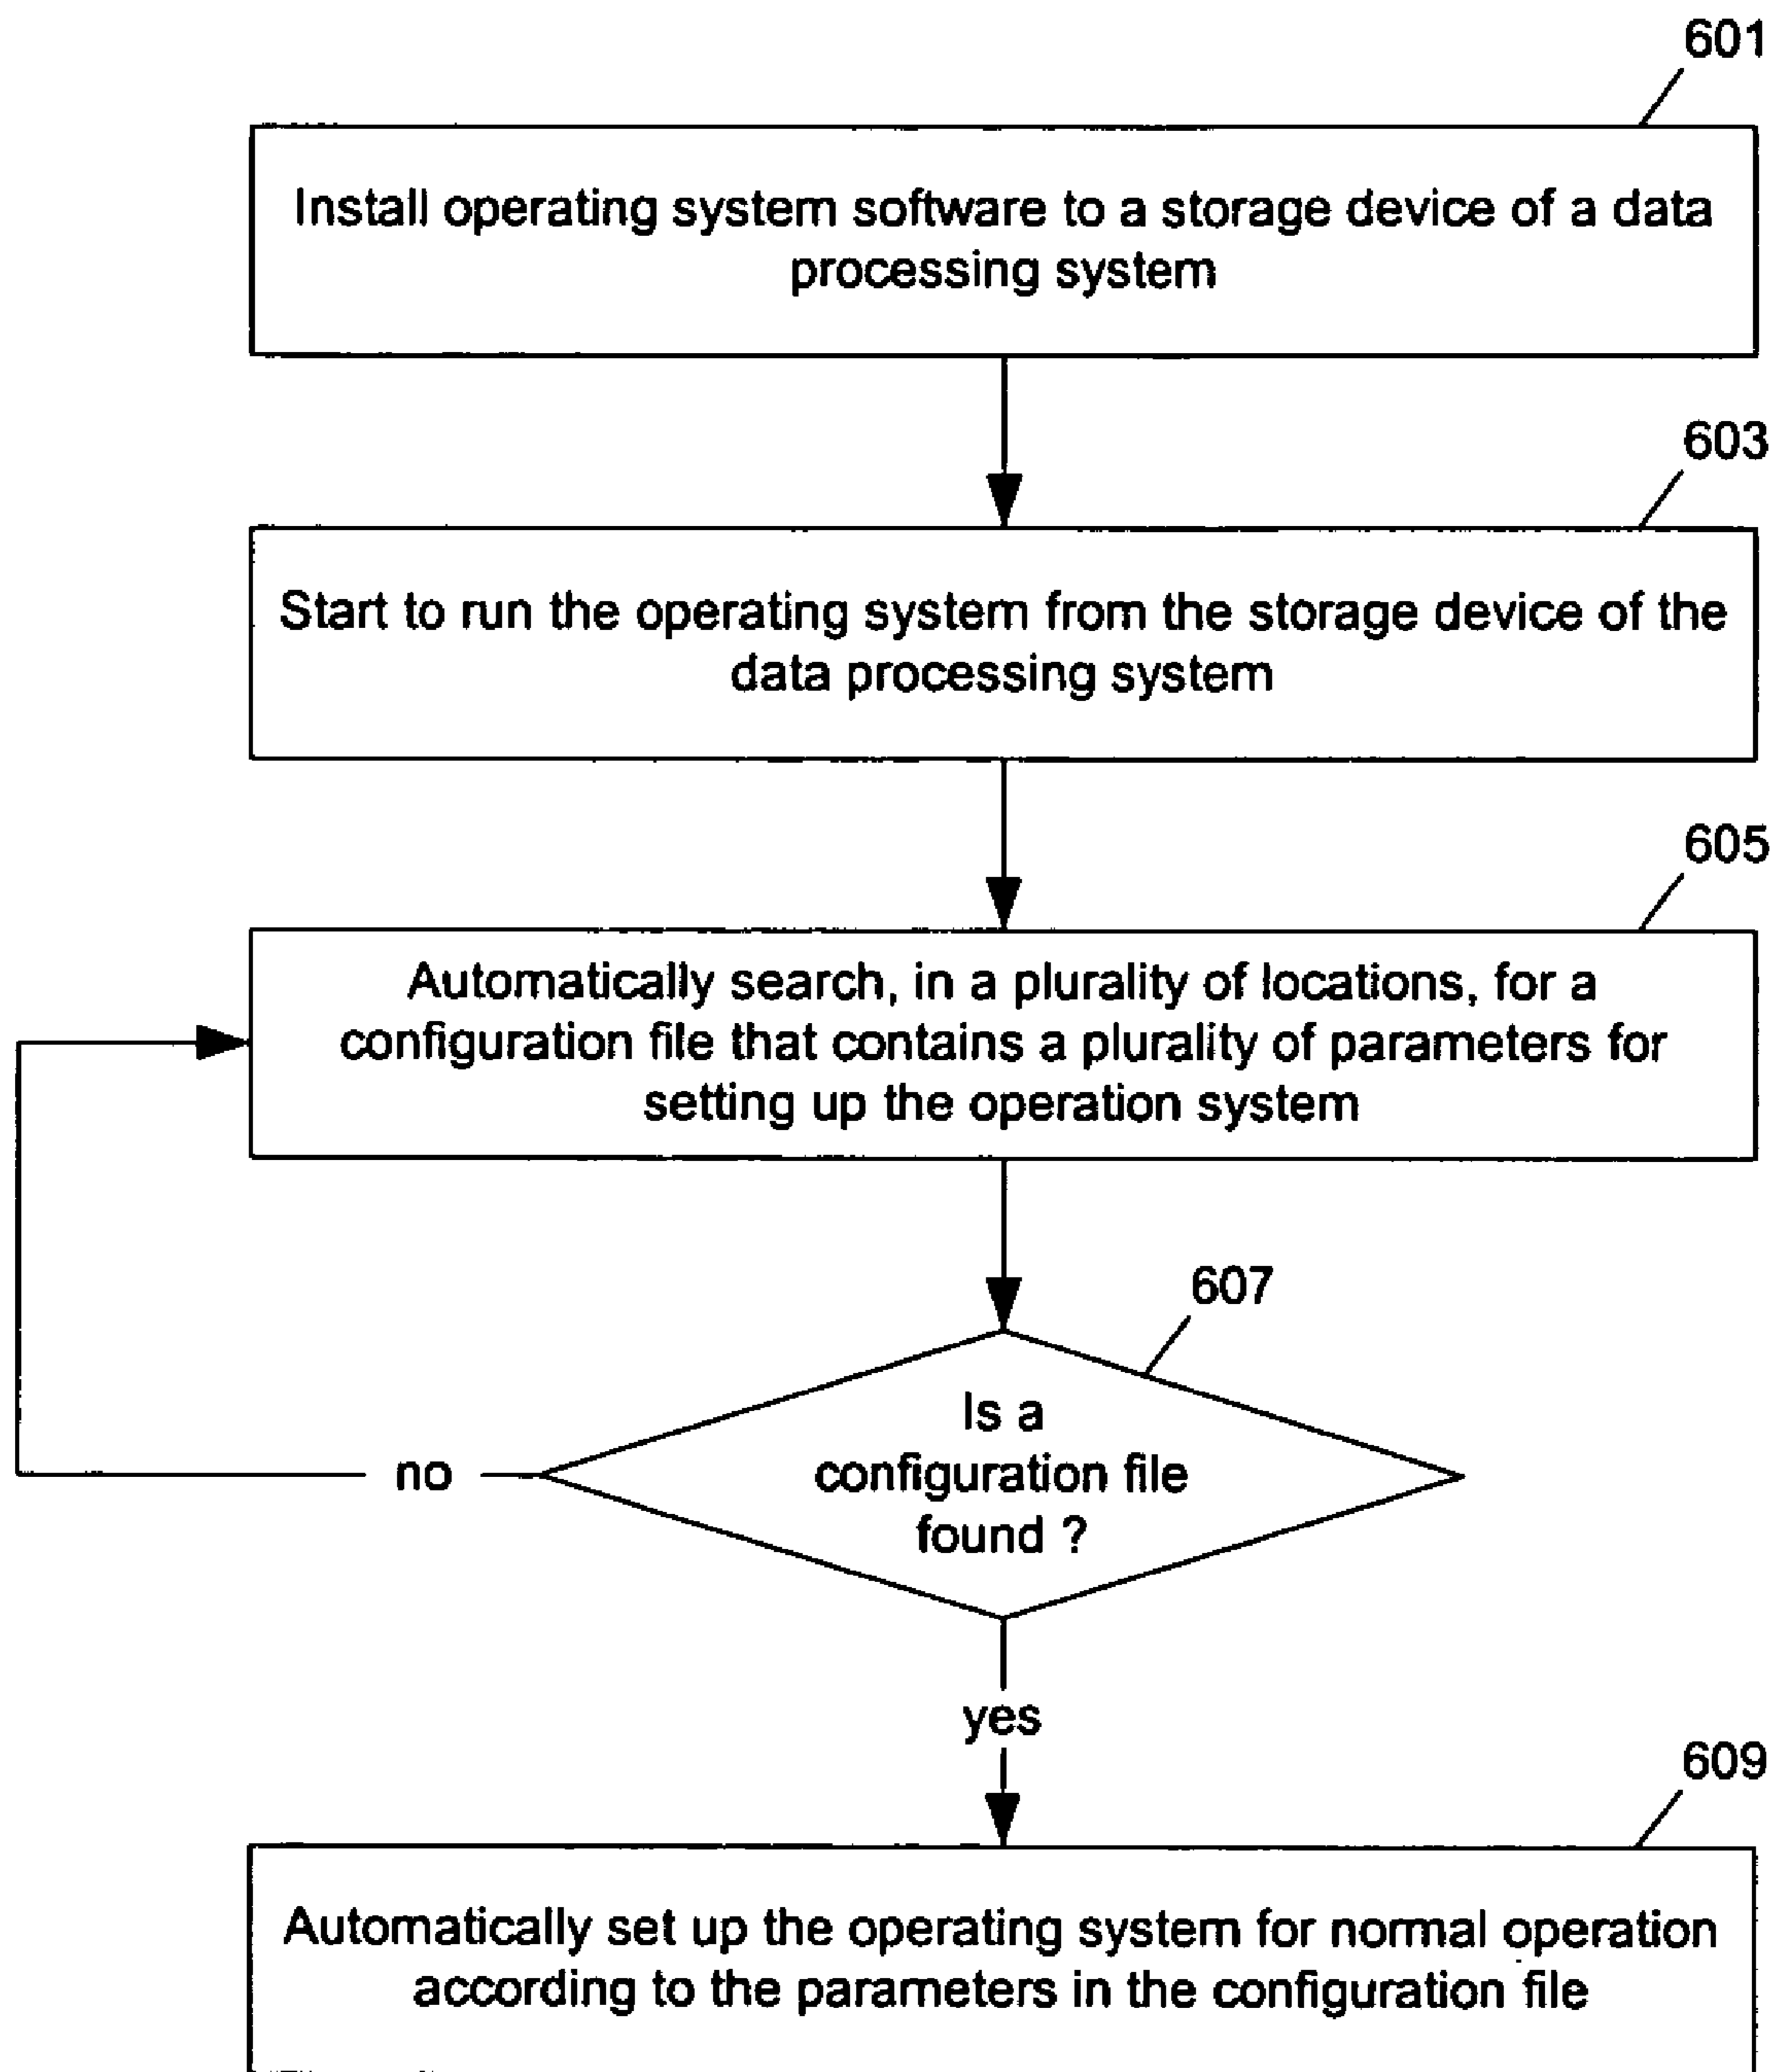 601
Install operating system software to a storage device of a data
processing system
603
Start to run the operating system from the storage device of the
data processing system
605
Automatically search, in a plurality of locations, for a
configuration file that contains a plurality of parameters for
setting up the operation system
607
Is a
configuration file
found ?
no
yes
609
Automatically set up the operating system for normal operation
according to the parameters in the configuration file